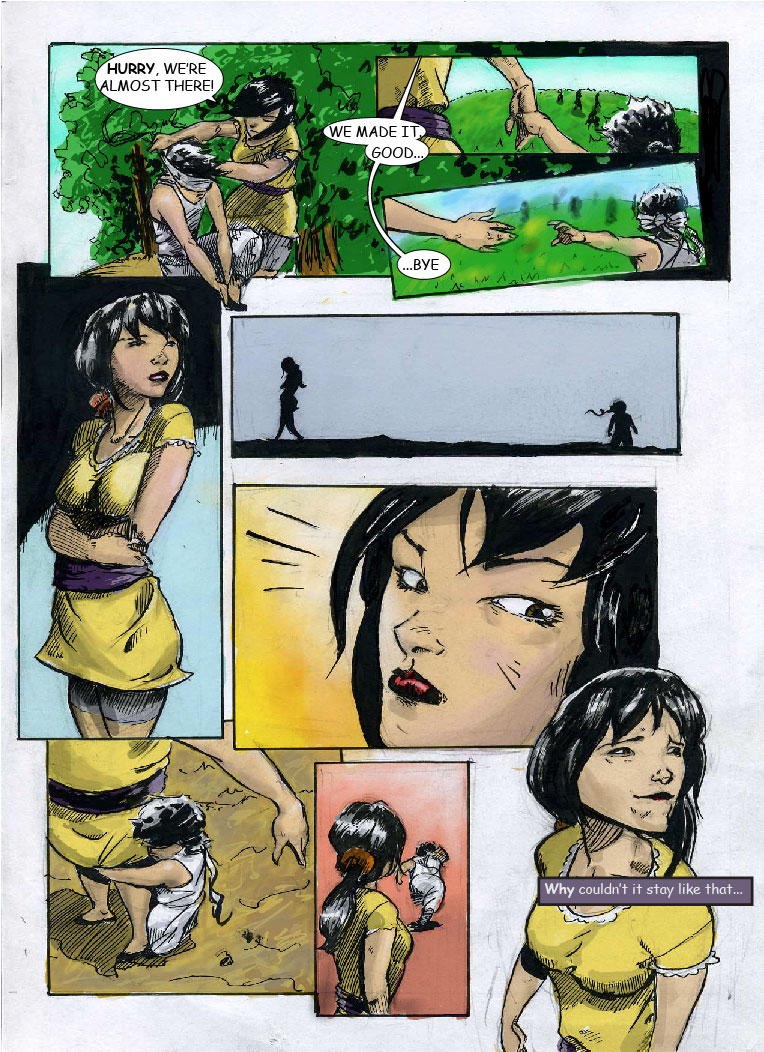 HURRY, WE'RE
ALMOST THERE!
WE MADE IT,
GOOD...
...BYE
Why couldn't it stay like that...